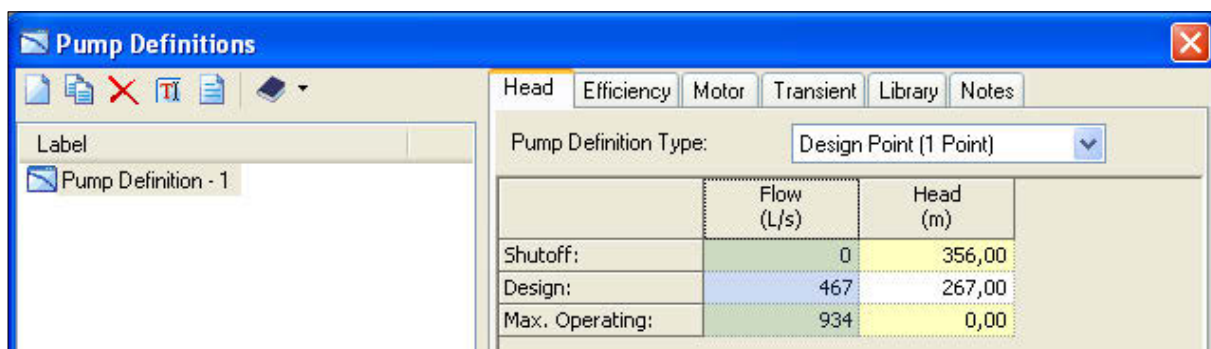 Pump Definitions
Head Efficiency Motor Transient Library Notes
Label
Pump Definition Type: Design Point (1 Point)
Pump Definition - 1
Flow (L/s) Head (m)
Shutoff: 0 356,00
Design: 467 267,00
Max. Operating: 934 0,00